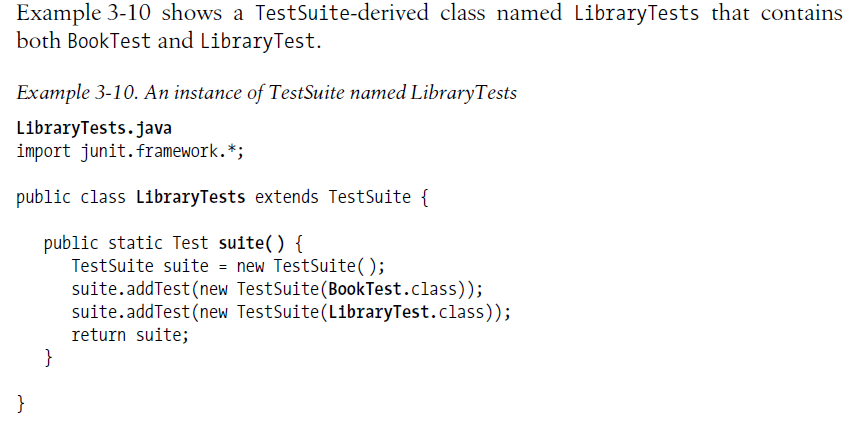 Example 3-10 shows a TestSuite-derived class named LibraryTests that contains
both BookTest and LibraryTest.
Example 3-10. An instance of TestSuite named LibraryTests
LibraryTests.java
import junit.framework.*;
public class LibraryTests extends TestSuite {
   public static Test suite() {
      TestSuite suite = new TestSuite();
      suite.addTest(new TestSuite(BookTest.class));
      suite.addTest(new TestSuite(LibraryTest.class));
      return suite;
   }
}